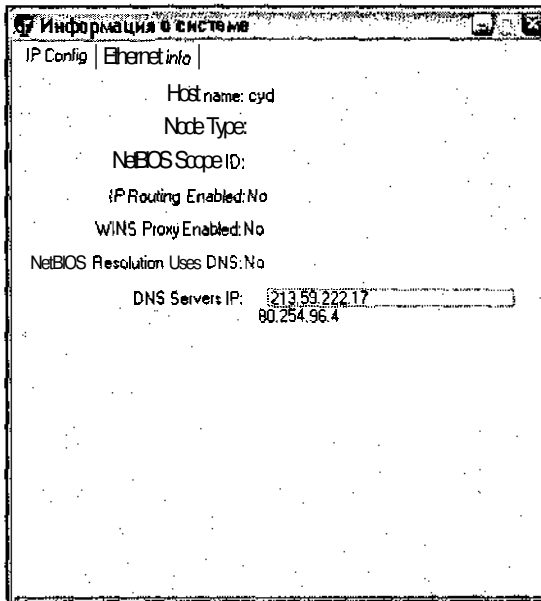 Информация о системе
IP Config Ethernet info
Host name: cyd
Node Type:
NetBIOS Scope ID:
IP Routing Enabled: No
WINS Proxy Enabled: No
NetBIOS Resolution Uses DNS: No
DNS Servers IP: 213.59.222.17
80.254.96.4